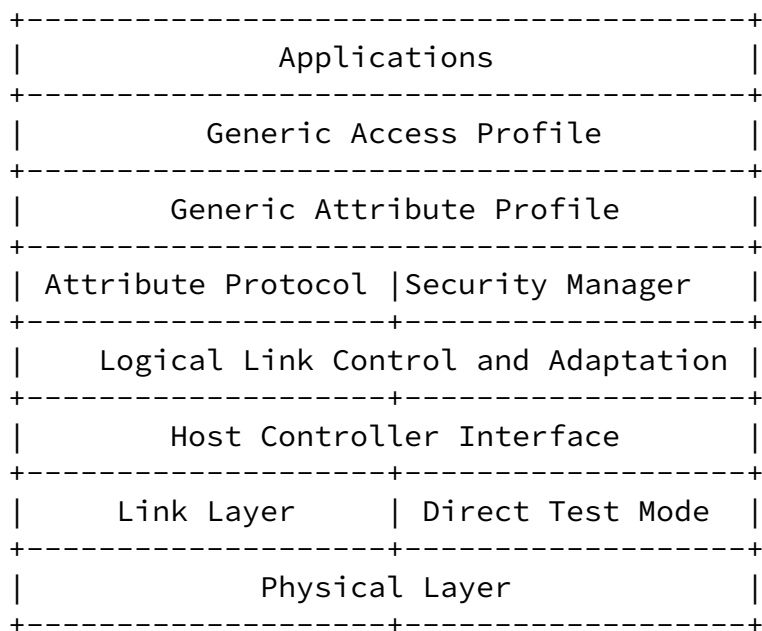 Applications
Generic Access Profile
Generic Attribute Profile
Attribute Protocol |Security Manager
Logical Link Control and Adaptation
Host Controller Interface
Link Layer | Direct Test Mode
Physical Layer